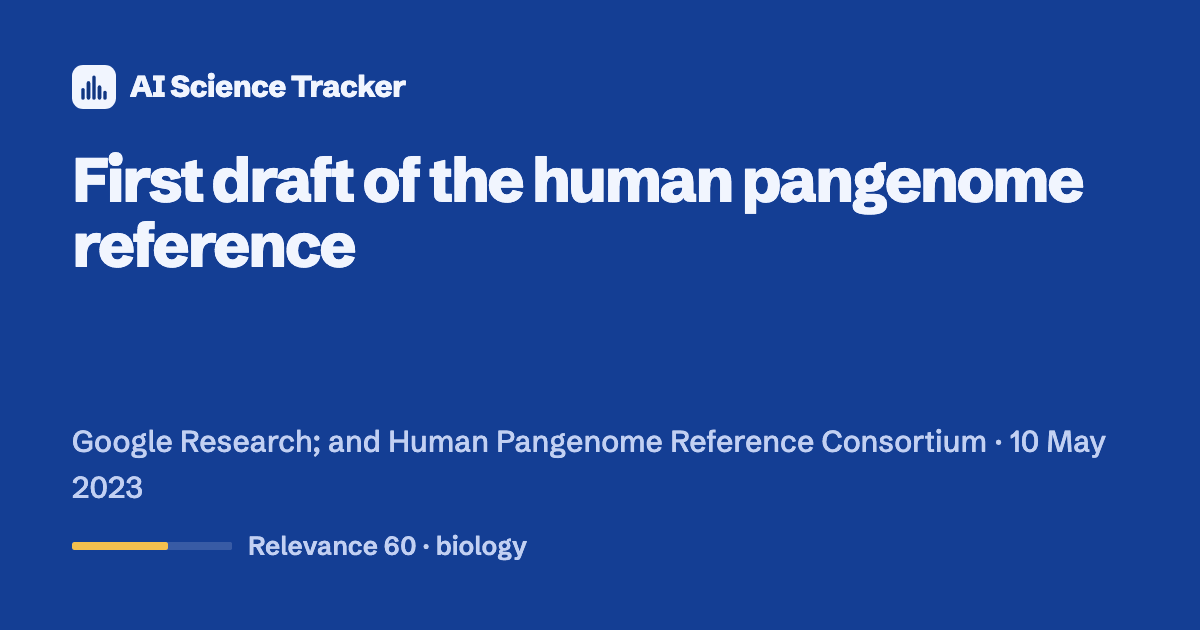 AI Science Tracker
First draft of the human pangenome
reference
Google Research; and Human Pangenome Reference Consortium · 10 May
2023
Relevance 60 · biology